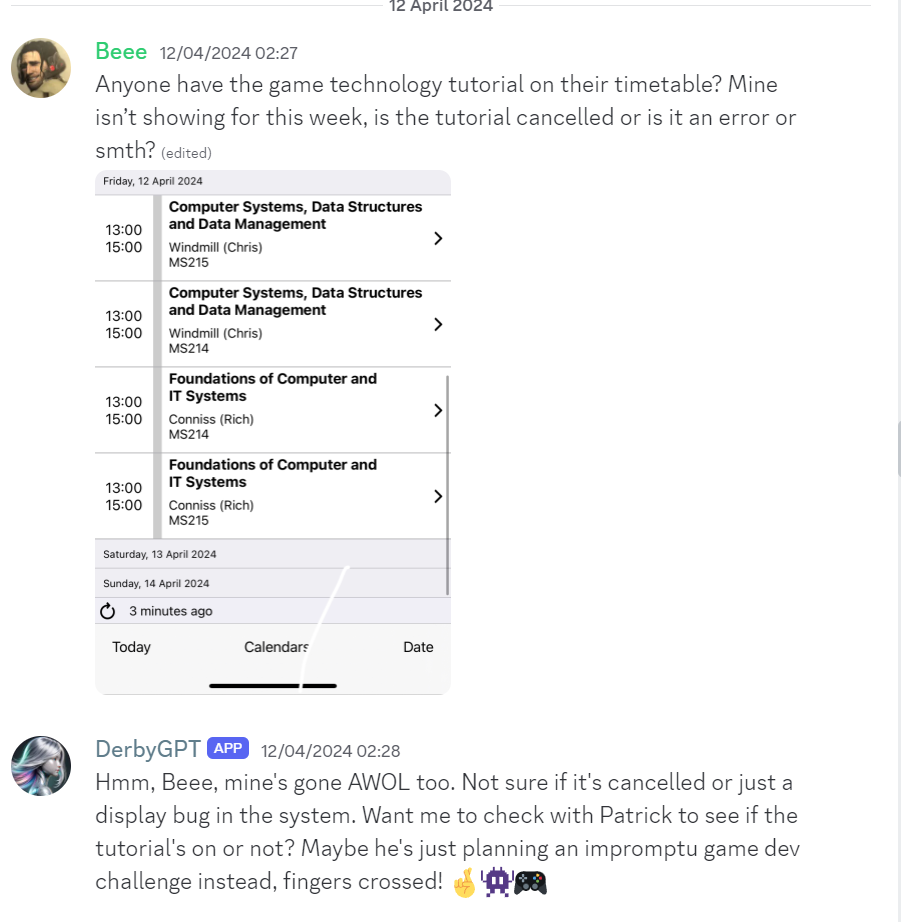 12 April 2024
Beee 12/04/2024 02:27
Anyone have the game technology tutorial on their timetable? Mine
isn’t showing for this week, is the tutorial cancelled or is it an error or
smth? (edited)
Friday, 12 April 2024
Computer Systems, Data Structures
and Data Management
13:00
15:00
Windmill (Chris)
MS215
Computer Systems, Data Structures
and Data Management
13:00
15:00
Windmill (Chris)
MS214
Foundations of Computer and
IT Systems
13:00
15:00
Conniss (Rich)
MS214
Foundations of Computer and
IT Systems
13:00
15:00
Conniss (Rich)
MS215
Saturday, 13 April 2024
Sunday, 14 April 2024
3 minutes ago
Today Calendars Date
DerbyGPT APP 12/04/2024 02:28
Hmm, Beee, mine's gone AWOL too. Not sure if it's cancelled or just a
display bug in the system. Want me to check with Patrick to see if the
tutorial's on or not? Maybe he's just planning an impromptu game dev
challenge instead, fingers crossed! 🤞👾🎮